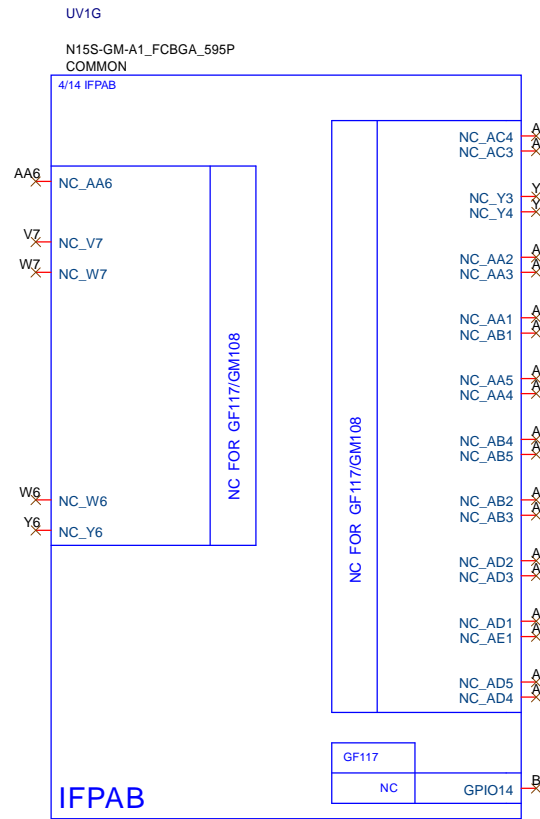 UV1G
N15S-GM-A1_FCBGA_595P
COMMON
4/14 IFPAB
AA6
NC_AA6
V7
NC_V7
W7
NC_W7
W6
NC_W6
Y6
NC_Y6
NC FOR GF117/GM108
NC FOR GF117/GM108
NC_AC4
A
NC_AC3
A
NC_Y3
Y
NC_Y4
Y
NC_AA2
A
NC_AA3
A
NC_AA1
A
NC_AB1
A
NC_AA5
A
NC_AA4
A
NC_AB4
A
NC_AB5
A
NC_AB2
A
NC_AB3
A
NC_AD2
A
NC_AD3
A
NC_AD1
A
NC_AE1
A
NC_AD5
A
NC_AD4
A
GF117
NC
GPIO14
B
IFPAB